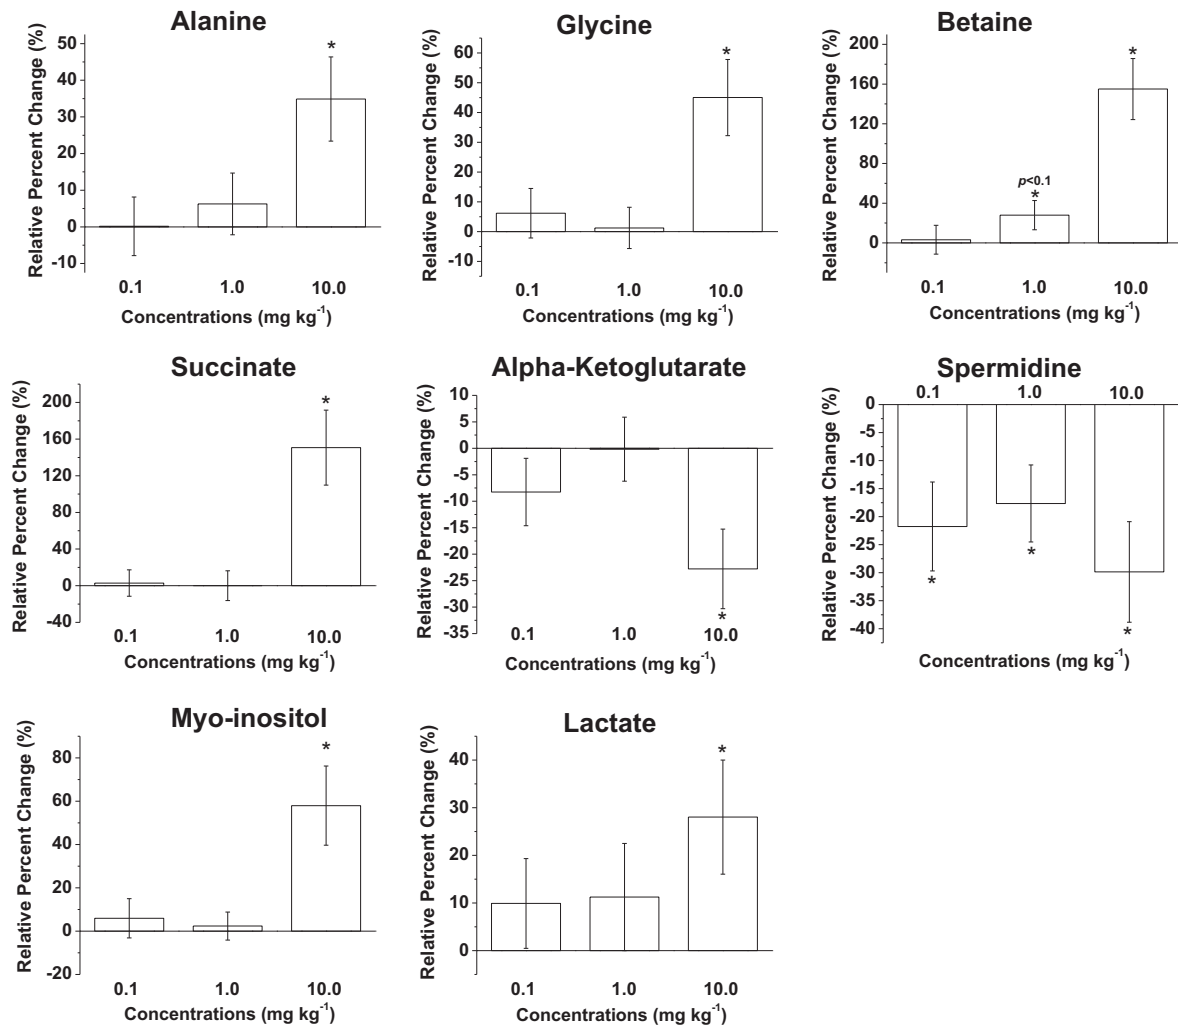 Alanine
Relative Percent Change (%)
50
40
30
20
10
0
-10
*
0.1 1.0 10.0
Concentrations (mg kg⁻¹)
Glycine
Relative Percent Change (%)
60
50
40
30
20
10
0
-10
*
0.1 1.0 10.0
Concentrations (mg kg⁻¹)
Betaine
Relative Percent Change (%)
200
160
120
80
40
0
p<0.1
*
*
0.1 1.0 10.0
Concentrations (mg kg⁻¹)
Succinate
Relative Percent Change (%)
200
160
120
80
40
0
-40
*
0.1 1.0 10.0
Concentrations (mg kg⁻¹)
Alpha-Ketoglutarate
Relative Percent Change (%)
10
5
0
-5
-10
-15
-20
-25
-30
-35
*
0.1 1.0 10.0
Concentrations (mg kg⁻¹)
Spermidine
Relative Percent Change (%)
0.1 1.0 10.0
0
-5
-10
-15
-20
-25
-30
-35
-40
*
*
*
Concentrations (mg kg⁻¹)
Myo-inositol
Relative Percent Change (%)
80
60
40
20
0
-20
*
0.1 1.0 10.0
Concentrations (mg kg⁻¹)
Lactate
Relative Percent Change (%)
40
30
20
10
0
*
0.1 1.0 10.0
Concentrations (mg kg⁻¹)